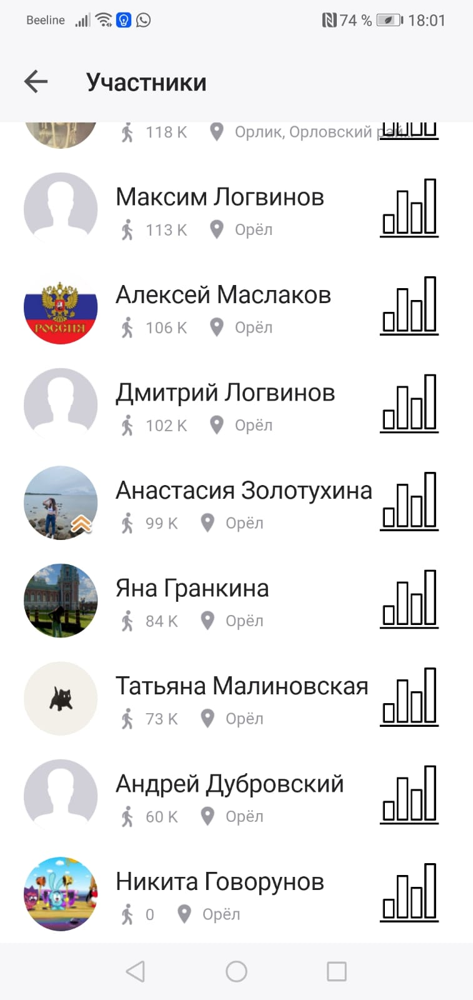 Beeline 74 % 18:01
Участники
118 K Орлик, Орловский рай...
Максим Логвинов
113 K Орёл
Алексей Маслаков
РОССИЯ
106 K Орёл
Дмитрий Логвинов
102 K Орёл
Анастасия Золотухина
99 K Орёл
Яна Гранкина
84 K Орёл
Татьяна Малиновская
73 K Орёл
Андрей Дубровский
60 K Орёл
Никита Говорунов
0 Орёл